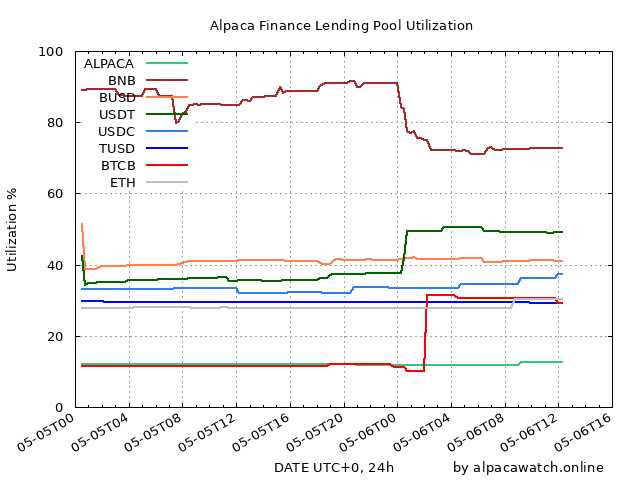 Alpaca Finance Lending Pool Utilization
Utilization %
100
80
60
40
20
0
ALPACA
BNB
BUSD
USDT
USDC
TUSD
BTCB
ETH
05-05T00
05-05T04
05-05T08
05-05T12
05-05T16
05-05T20
05-06T00
05-06T04
05-06T08
05-06T12
05-06T16
DATE UTC+0, 24h
by alpacawatch.online